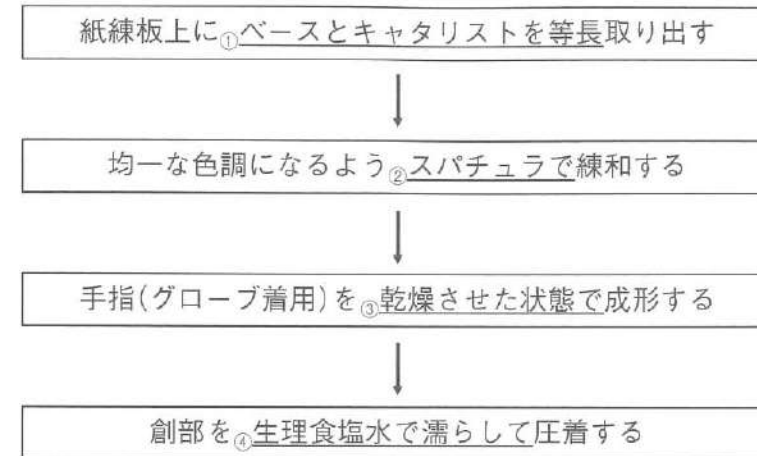 紙練板上に①ベースとキャタリストを等長取り出す
均一な色調になるよう②スパチュラで練和する
手指(グローブ着用)を③乾燥させた状態で成形する
創部を④生理食塩水で濡らして圧着する